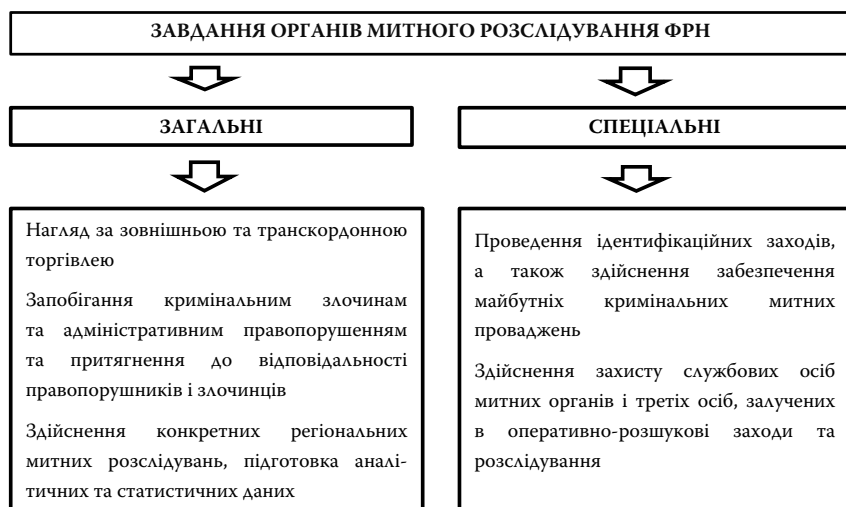 ЗАВДАННЯ ОРГАНІВ МИТНОГО РОЗСЛІДУВАННЯ ФРН
ЗАГАЛЬНІ
Нагляд за зовнішньою та транскордонною
торгівлею
Запобігання кримінальним злочинам
та адміністративним правопорушенням
та притягнення до відповідальності
правопорушників і злочинців
Здійснення конкретних регіональних
митних розслідувань, підготовка аналі-
тичних та статистичних даних
СПЕЦІАЛЬНІ
Проведення ідентифікаційних заходів,
а також здійснення забезпечення
майбутніх кримінальних митних
проваджень
Здійснення захисту службових осіб
митних органів і третіх осіб, залучених
в оперативно-розшукові заходи та
розслідування